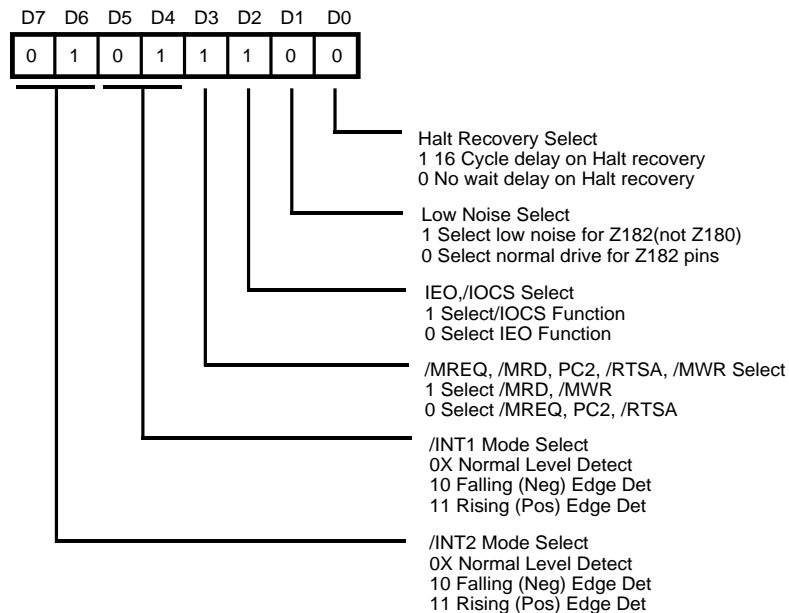 D7 D6 D5 D4 D3 D2 D1 D0
0 1 0 1 1 1 0 0
Halt Recovery Select
1 16 Cycle delay on Halt recovery
0 No wait delay on Halt recovery
Low Noise Select
1 Select low noise for Z182(not Z180)
0 Select normal drive for Z182 pins
IEO,/IOCS Select
1 Select/IOCS Function
0 Select IEO Function
/MREQ, /MRD, PC2, /RTSA, /MWR Select
1 Select /MRD, /MWR
0 Select /MREQ, PC2, /RTSA
/INT1 Mode Select
0X Normal Level Detect
10 Falling (Neg) Edge Det
11 Rising (Pos) Edge Det
/INT2 Mode Select
0X Normal Level Detect
10 Falling (Neg) Edge Det
11 Rising (Pos) Edge Det